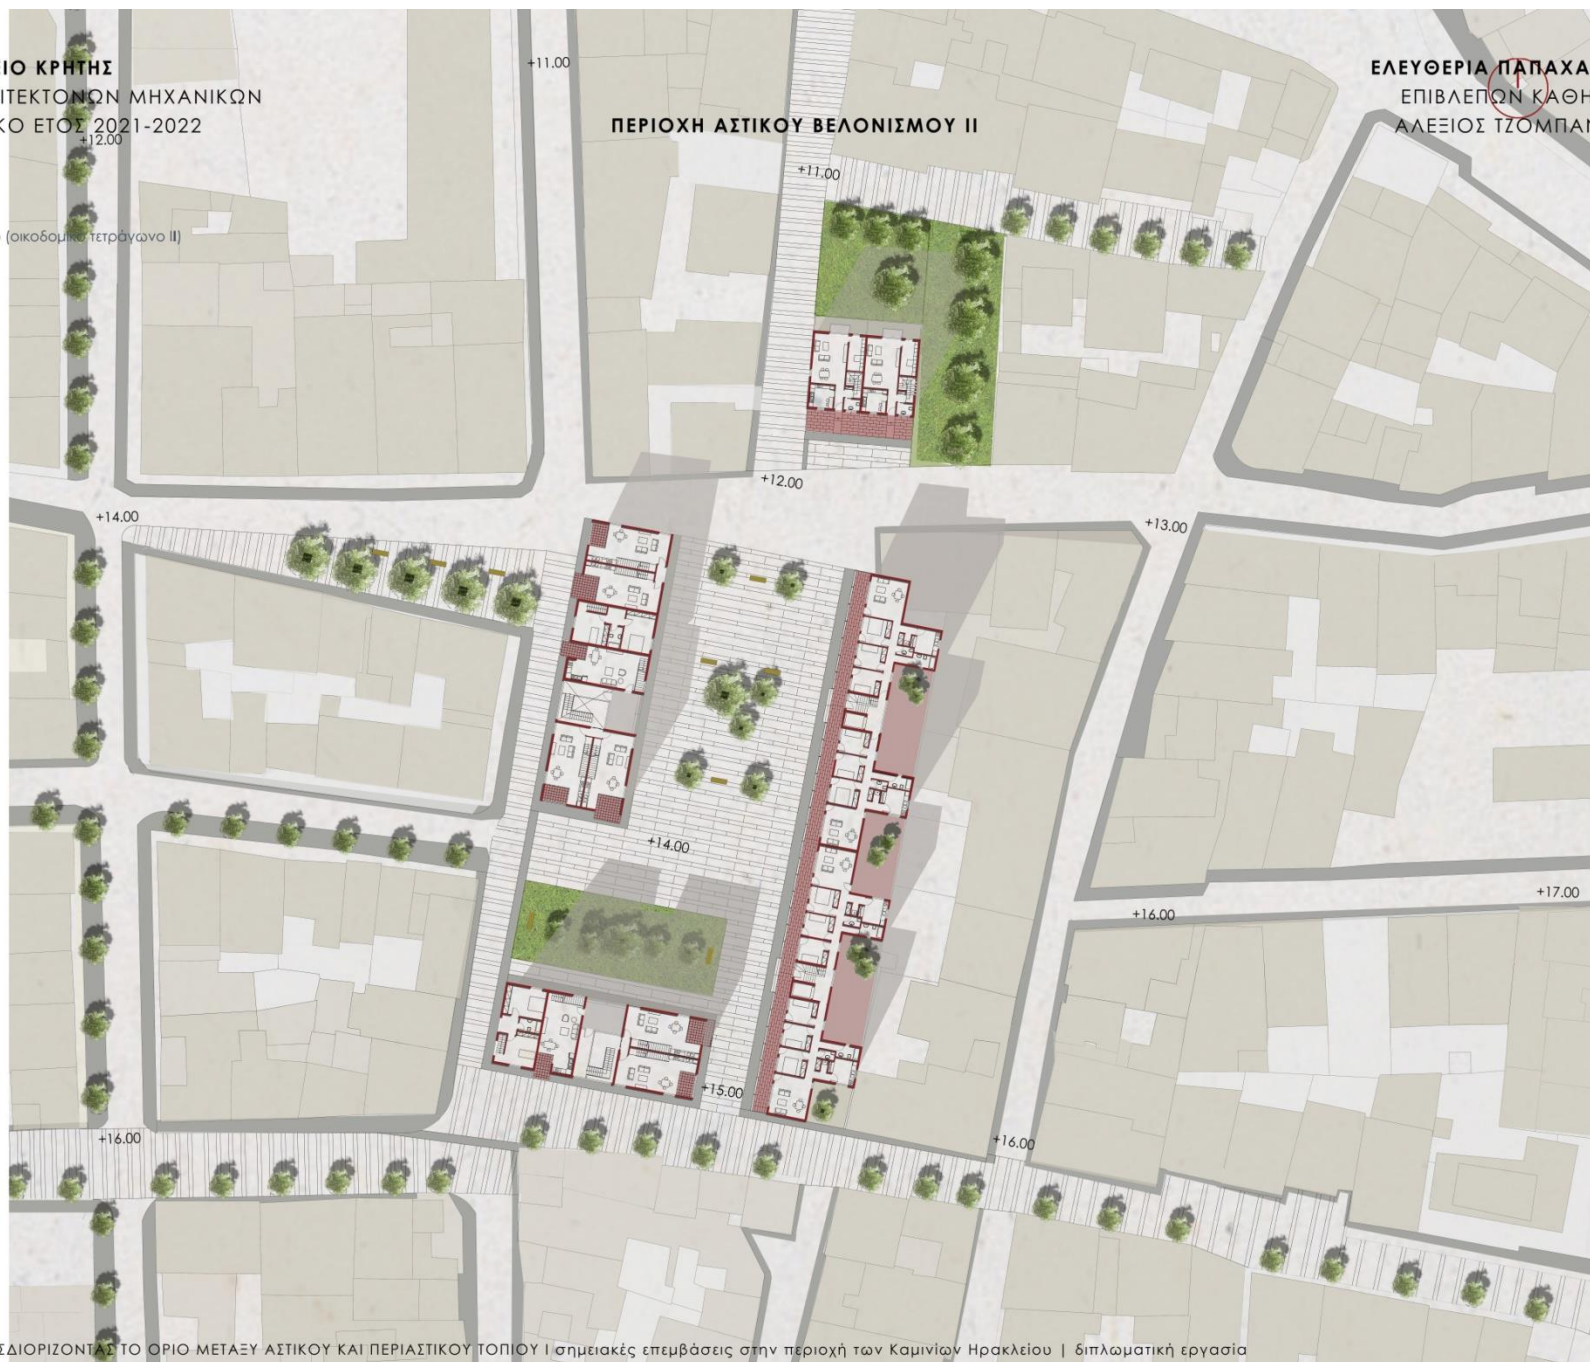 +11.00
ΙΟ ΚΡΗΤΗΣ
ΙΤΕΚΤΟΝΩΝ ΜΗΧΑΝΙΚΩΝ
ΚΟ ΕΤΟΣ 2021-2022
+12.00
ΠΕΡΙΟΧΗ ΑΣΤΙΚΟΥ ΒΕΛΟΝΙΣΜΟΥ ΙΙ
ΕΛΕΥΘΕΡΙΑ ΠΑΠΑΧΑ
ΕΠΙΒΛΕΠΩΝ ΚΑΘΗ
ΑΛΕΞΙΟΣ ΤΖΟΜΠΑΝ
+11.00
(οικοδομικό τετράγωνο ΙΙ)
+12.00
+14.00
+13.00
+14.00
+17.00
+16.00
+15.00
+16.00
+16.00
ΣΔΙΟΡΙΖΟΝΤΑΣ ΤΟ ΟΡΙΟ ΜΕΤΑΞΥ ΑΣΤΙΚΟΥ ΚΑΙ ΠΕΡΙΑΣΤΙΚΟΥ ΤΟΠΙΟΥ Ι σημειακές επεμβάσεις στην περιοχή των Καμινίων Ηρακλείου | διπλωματική εργασία